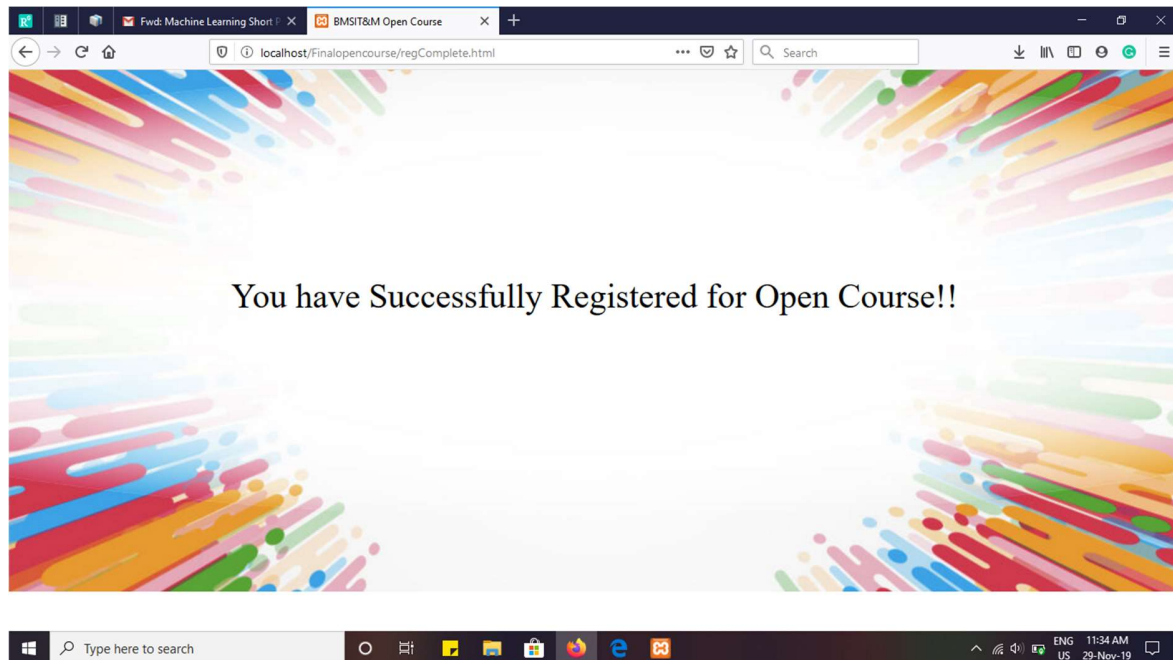 Fwd: Machine Learning Short P
BMSIT&M Open Course
localhost/Finalopencourse/regComplete.html
Search
You have Successfully Registered for Open Course!!
Type here to search
ENG 11:34 AM
US 29-Nov-19